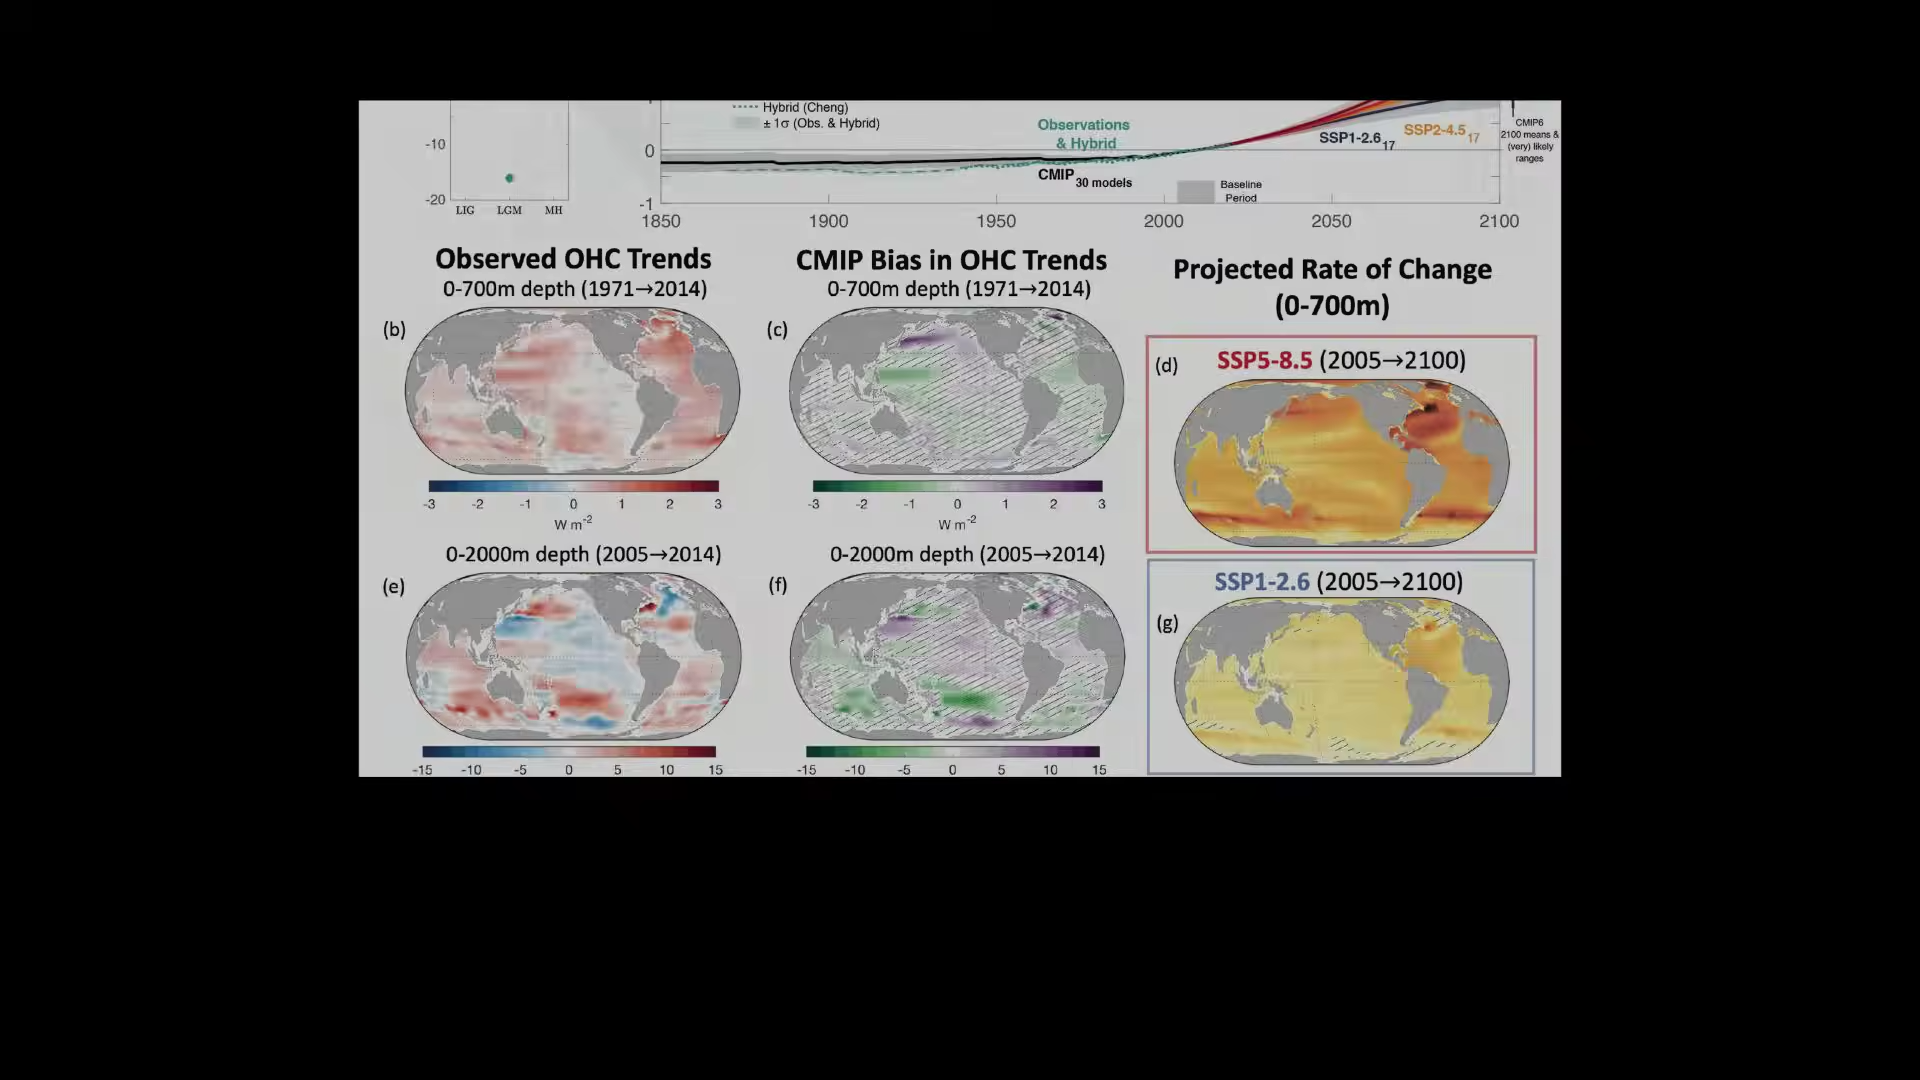 Hybrid (Cheng)
± 1σ (Obs. & Hybrid)
-10
-20
LIG LGM MH
0
-1
Observations
& Hybrid
CMIP 30 models
SSP1-2.6 17
SSP2-4.5 17
Baseline
Period
CMIP6
2100 means &
(very) likely
ranges
1850 1900 1950 2000 2050 2100
Observed OHC Trends
0-700m depth (1971→2014)
(b)
-3 -2 -1 0 1 2 3
W m-2
CMIP Bias in OHC Trends
0-700m depth (1971→2014)
(c)
-3 -2 -1 0 1 2 3
W m-2
Projected Rate of Change
(0-700m)
(d) SSP5-8.5 (2005→2100)
0-2000m depth (2005→2014)
(e)
-15 -10 -5 0 5 10 15
0-2000m depth (2005→2014)
(f)
-15 -10 -5 0 5 10 15
SSP1-2.6 (2005→2100)
(g)